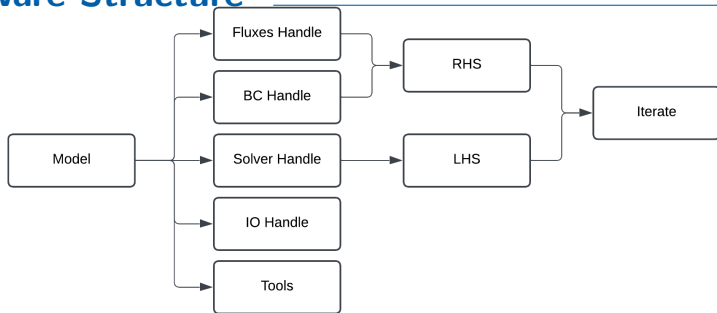 ware Structure
Fluxes Handle
BC Handle
Model
Solver Handle
IO Handle
Tools
RHS
LHS
Iterate